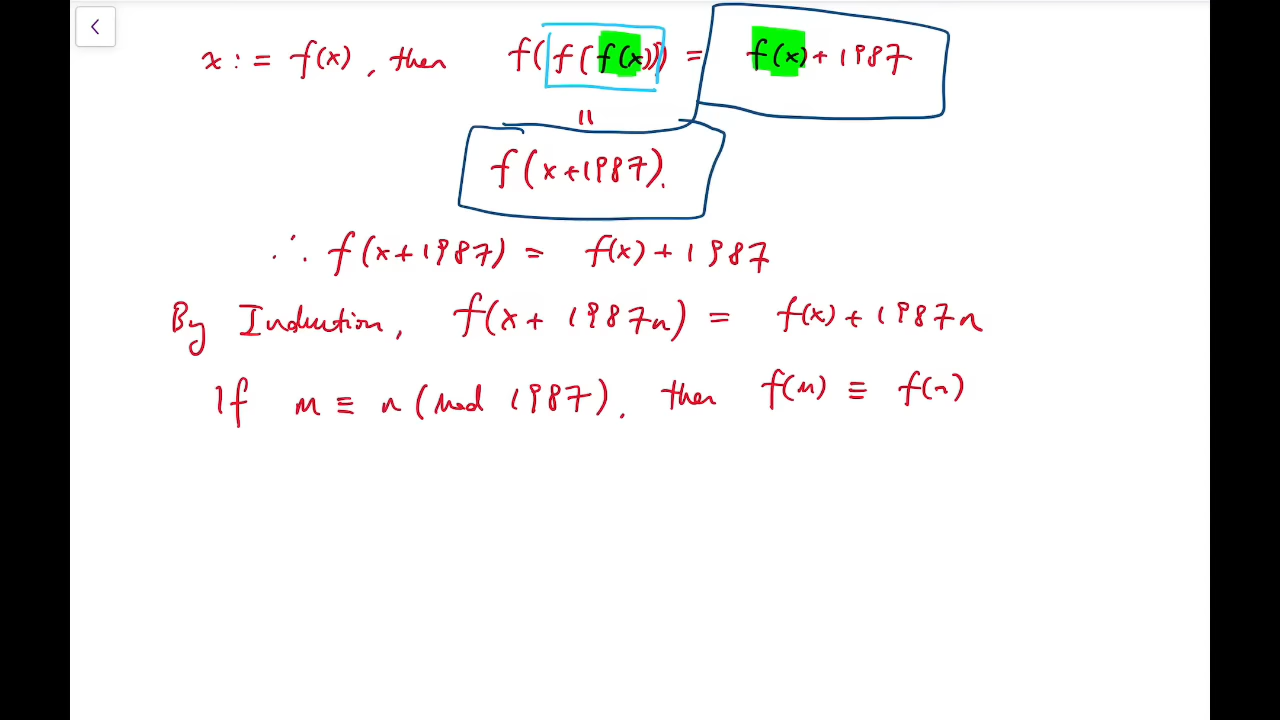 x := f(x), then f(f(f(x))) = f(x) + 1987
=
f(x+1987).
∴ f(x+1987) = f(x) + 1987
By Induction, f(x + 1987n) = f(x) + 1987n
If m ≡ n (mod 1987), then f(m) ≡ f(n)